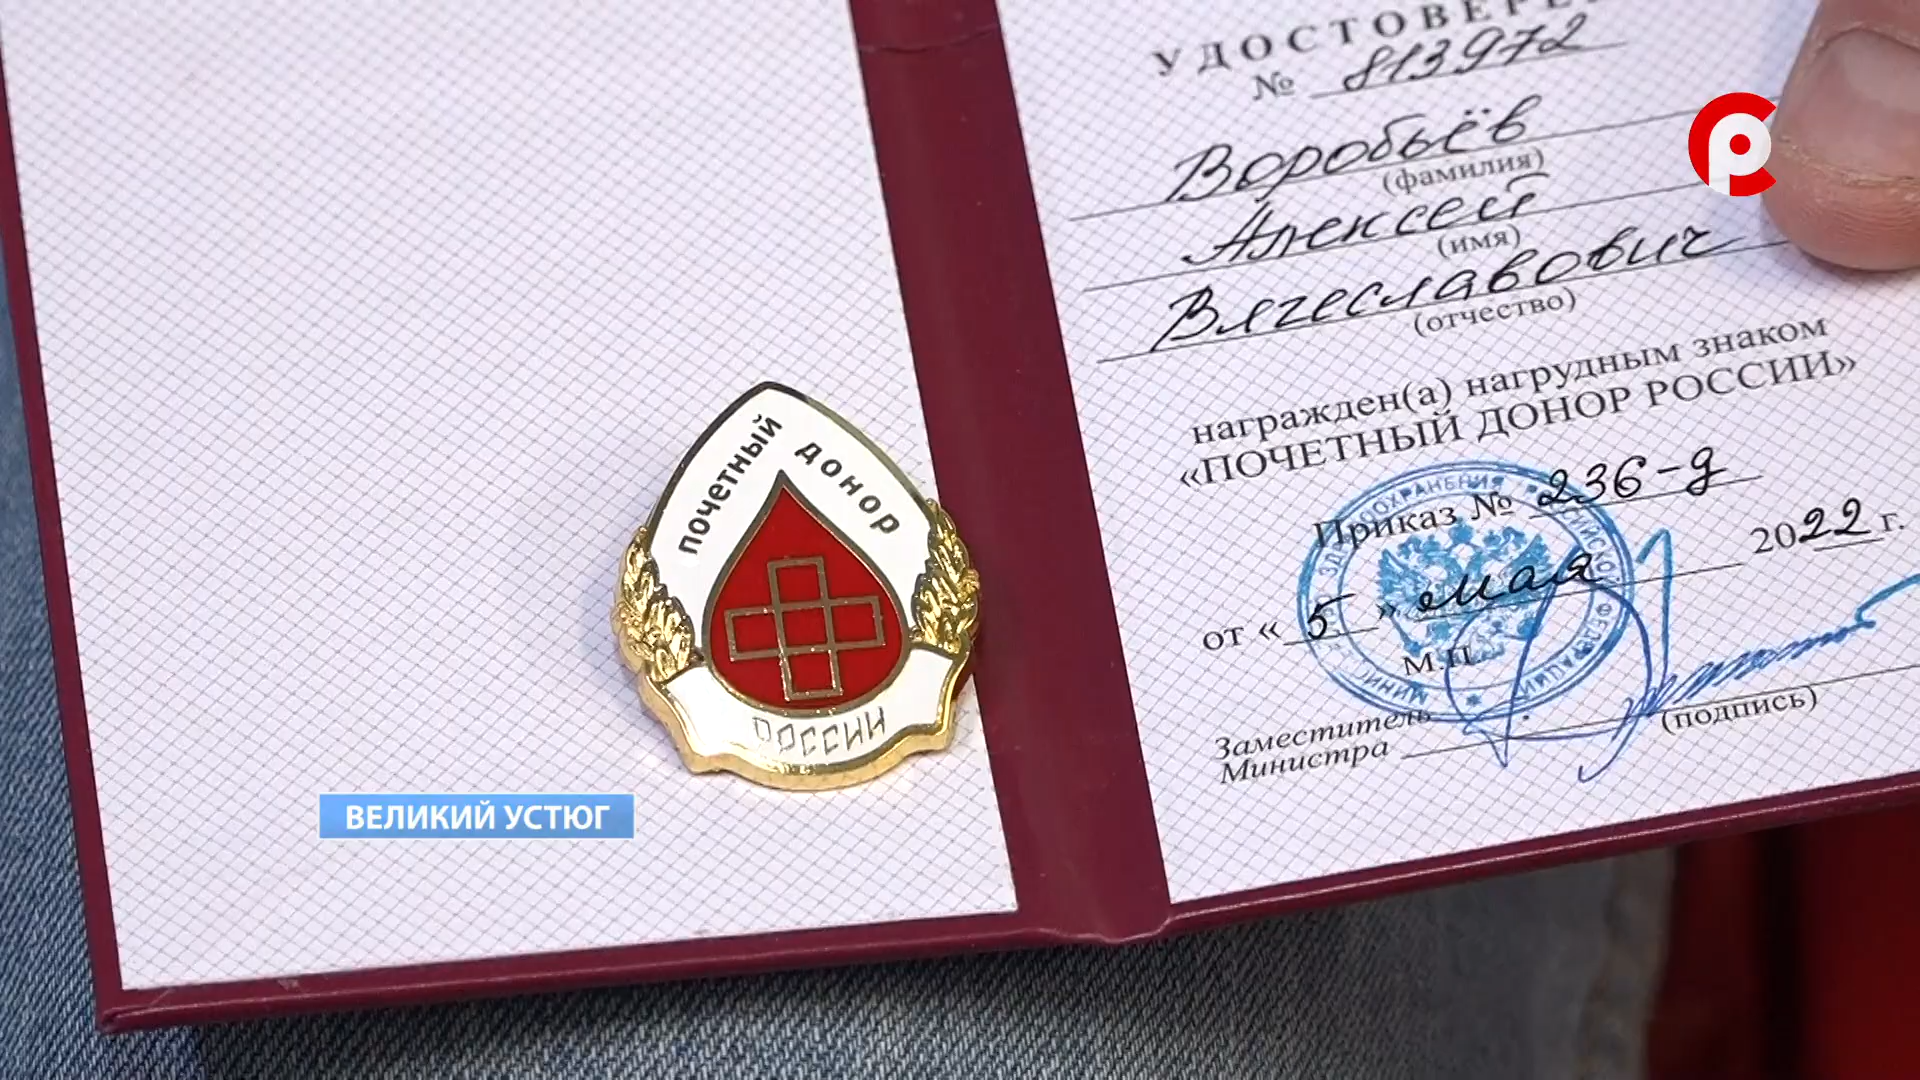 почетный донор
России
ВЕЛИКИЙ УСТЮГ
УДОСТОВЕРЕ
№ 813972
Воробьёв
(фамилия)
Алексей
(имя)
Вячеславович
(отчество)
награжден(а) нагрудным знаком
«ПОЧЕТНЫЙ ДОНОР РОССИИ»
Приказ № 236-д
от « 5 » мая 2022 г.
М.П.
Заместитель
Министра
(подпись)